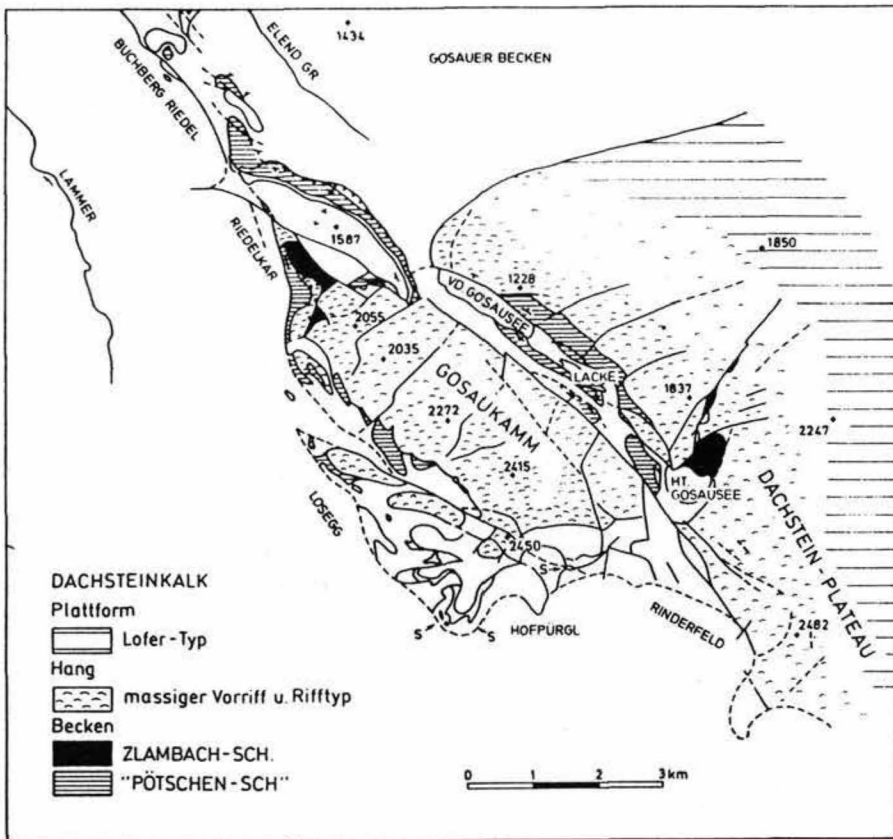 1434
ELEND GR
GOSAUER BECKEN
BUCHBERG RIEDEL
LAMMER
RIEDELKAR
1587
1850
1228
VD GOSAUSEE
2055
2035
GOSAUKAMM
LACKE
1837
2272
2247
2415
HT. GOSAUSEE
DACHSTEIN-PLATEAU
LOSEGG
2450
S
S
S
HOFPÜRGL
RINDERFELD
2482
DACHSTEINKALK
Plattform
Lofer-Typ
Hang
massiger Vorriff u. Rifftyp
Becken
ZLAMBACH-SCH.
"PÖTSCHEN-SCH"
0 1 2 3 km